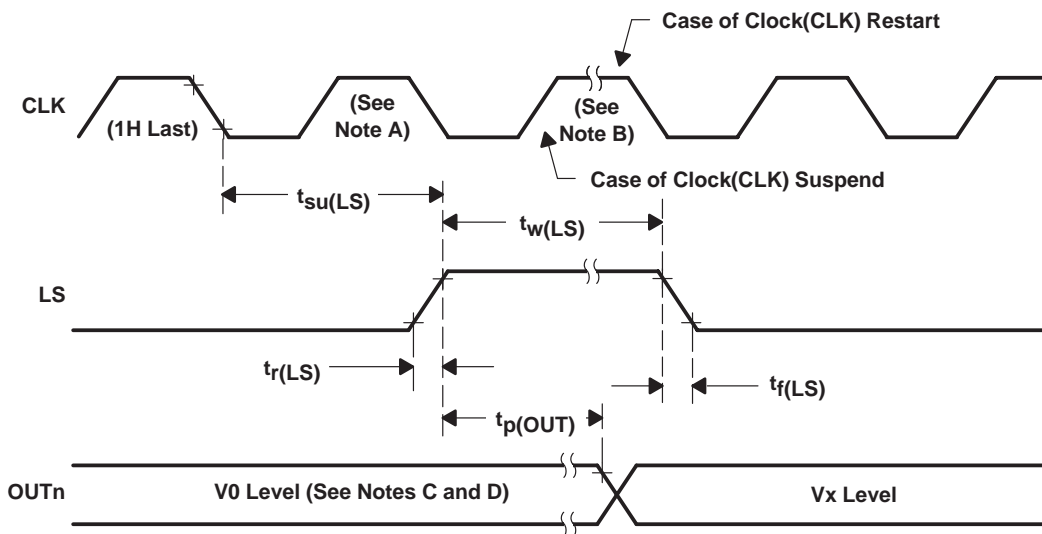 Case of Clock(CLK) Restart
CLK
(1H Last)
(See
Note A)
(See
Note B)
Case of Clock(CLK) Suspend
tsu(LS)
tw(LS)
LS
tr(LS)
tf(LS)
tp(OUT)
OUTn
V0 Level (See Notes C and D)
Vx Level